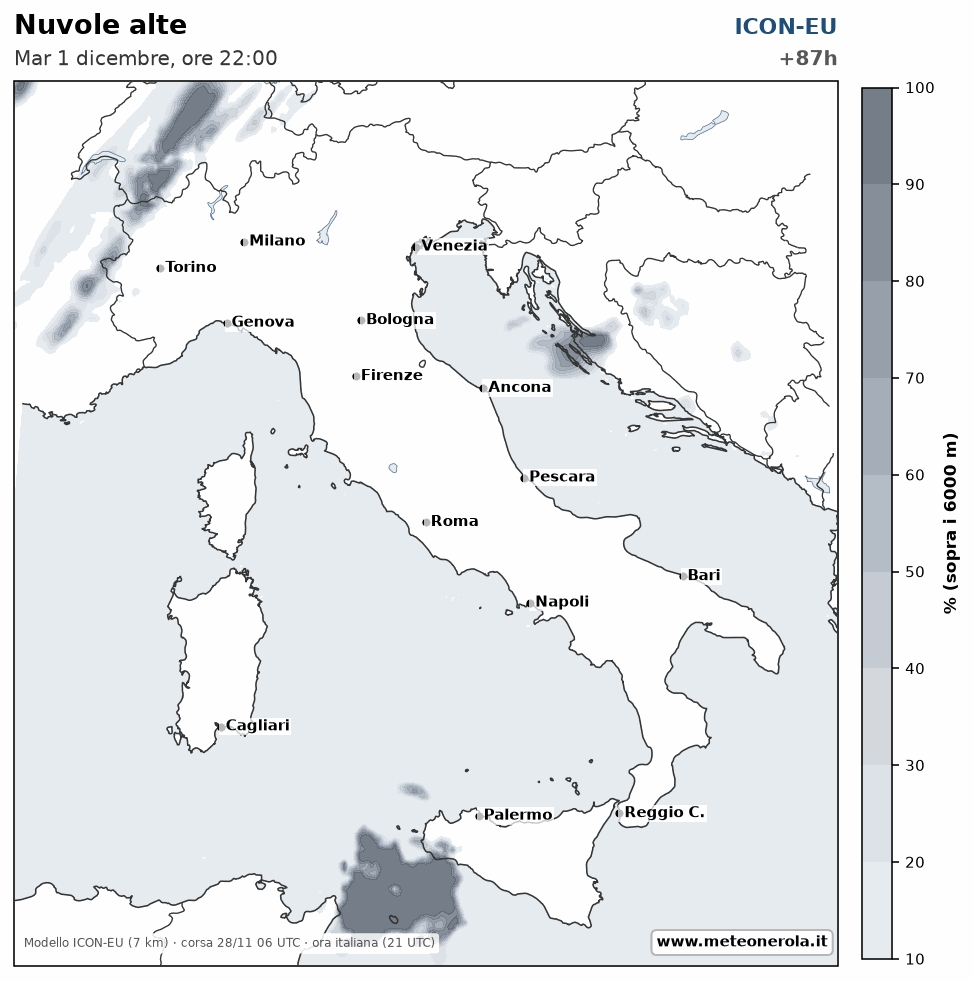 Nuvole alte
ICON-EU
Mar 1 dicembre, ore 22:00
+87h
100
90
80
70
60
50
40
30
20
10
% (sopra i 6000 m)
Milano
Venezia
Torino
Genova
Bologna
Firenze
Ancona
Pescara
Roma
Bari
Napoli
Cagliari
Palermo
Reggio C.
Modello ICON-EU (7 km) · corsa 28/11 06 UTC · ora italiana (21 UTC)
www.meteonerola.it